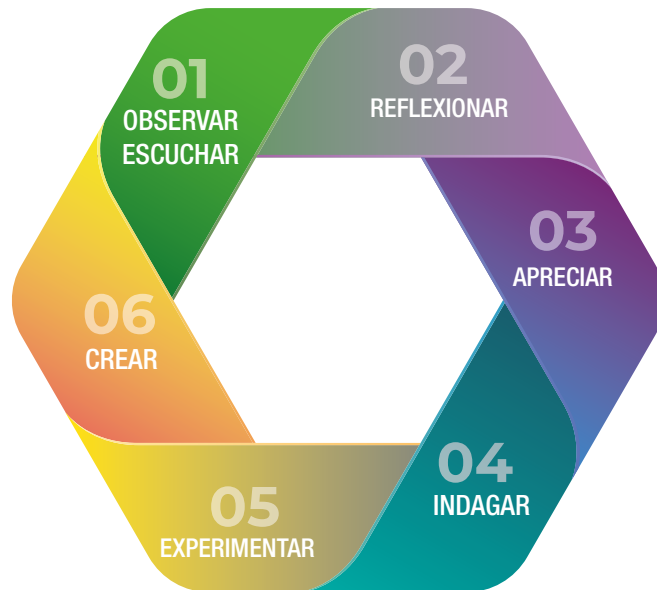 01
OBSERVAR
ESCUCHAR
02
REFLEXIONAR
03
APRECIAR
04
INDAGAR
05
EXPERIMENTAR
06
CREAR